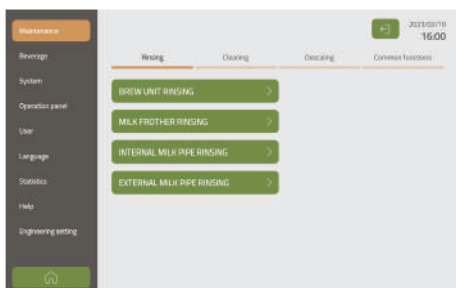 Maintenance
Beverage
System
Operation panel
User
Language
Statistics
Help
Engineering setting
2023/02/10
16:00
Rinsing
Cleaning
Descaling
Common functions
BREW UNIT RINSING
MILK FROTHER RINSING
INTERNAL MILK PIPE RINSING
EXTERNAL MILK PIPE RINSING